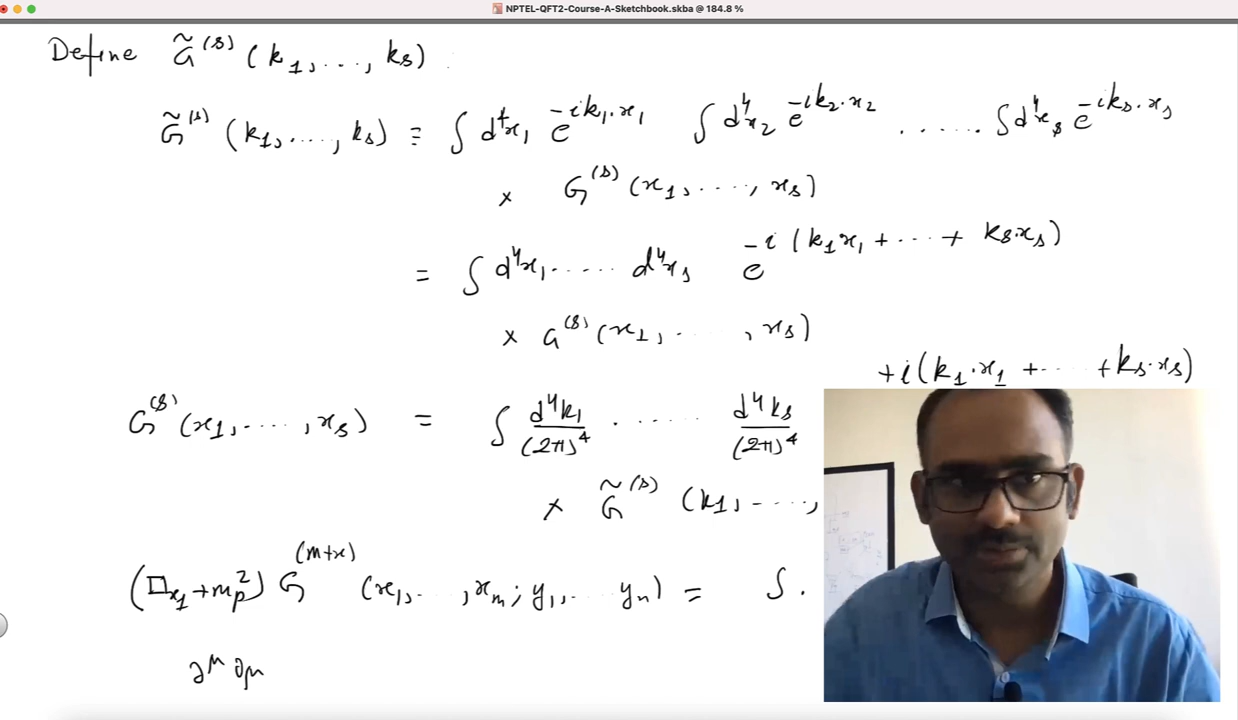 NPTEL-QFT2-Course-A-Sketchbook.skba @ 184.8 %
Define G̃^(s) (k_1, ..., k_s)
G̃^(s) (k_1, ..., k_s) ≡ ∫ d^4x_1 e^{-ik_1·x_1} ∫ d^4x_2 e^{-ik_2·x_2} ...... ∫ d^4x_s e^{-ik_s·x_s}
× G^(s) (x_1, ..., x_s)
= ∫ d^4x_1 ..... d^4x_s e^{-i(k_1x_1 + ... + k_s·x_s)}
× G^(s) (x_1, ..., x_s)
G^(s) (x_1, ..., x_s) = ∫ d^4k_1/(2π)^4 ...... d^4k_s/(2π)^4 +i(k_1·x_1 + ... + k_s·x_s)
× G̃^(s) (k_1, ...,
(□_{x_1} + m_p^2) G^(m+n) (x_1, ..., x_m; y_1, ... y_n) = ∫ .
∂^μ ∂_μ